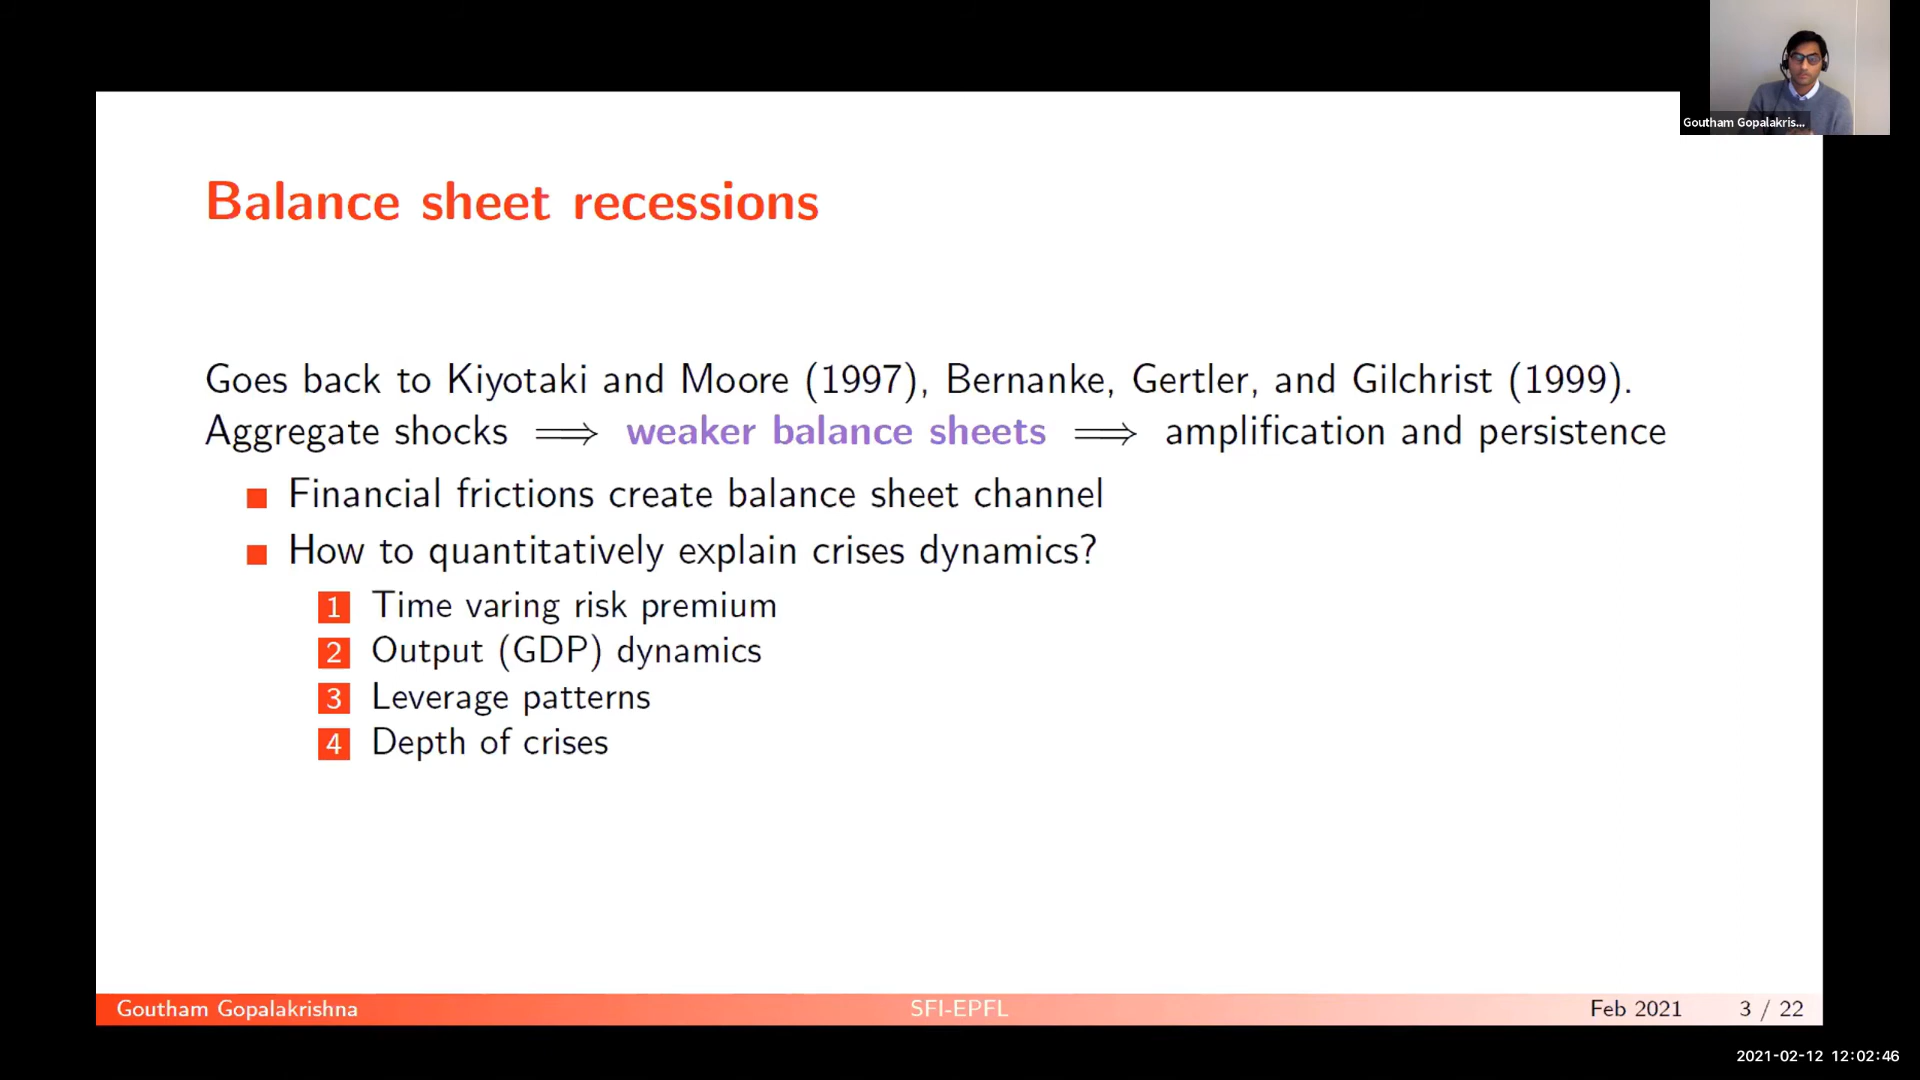 Goutham Gopalakris...
Balance sheet recessions
Goes back to Kiyotaki and Moore (1997), Bernanke, Gertler, and Gilchrist (1999).
Aggregate shocks ⟹ weaker balance sheets ⟹ amplification and persistence
Financial frictions create balance sheet channel
How to quantitatively explain crises dynamics?
1 Time varing risk premium
2 Output (GDP) dynamics
3 Leverage patterns
4 Depth of crises
Goutham Gopalakrishna SFI-EPFL Feb 2021 3 / 22
2021-02-12 12:02:46